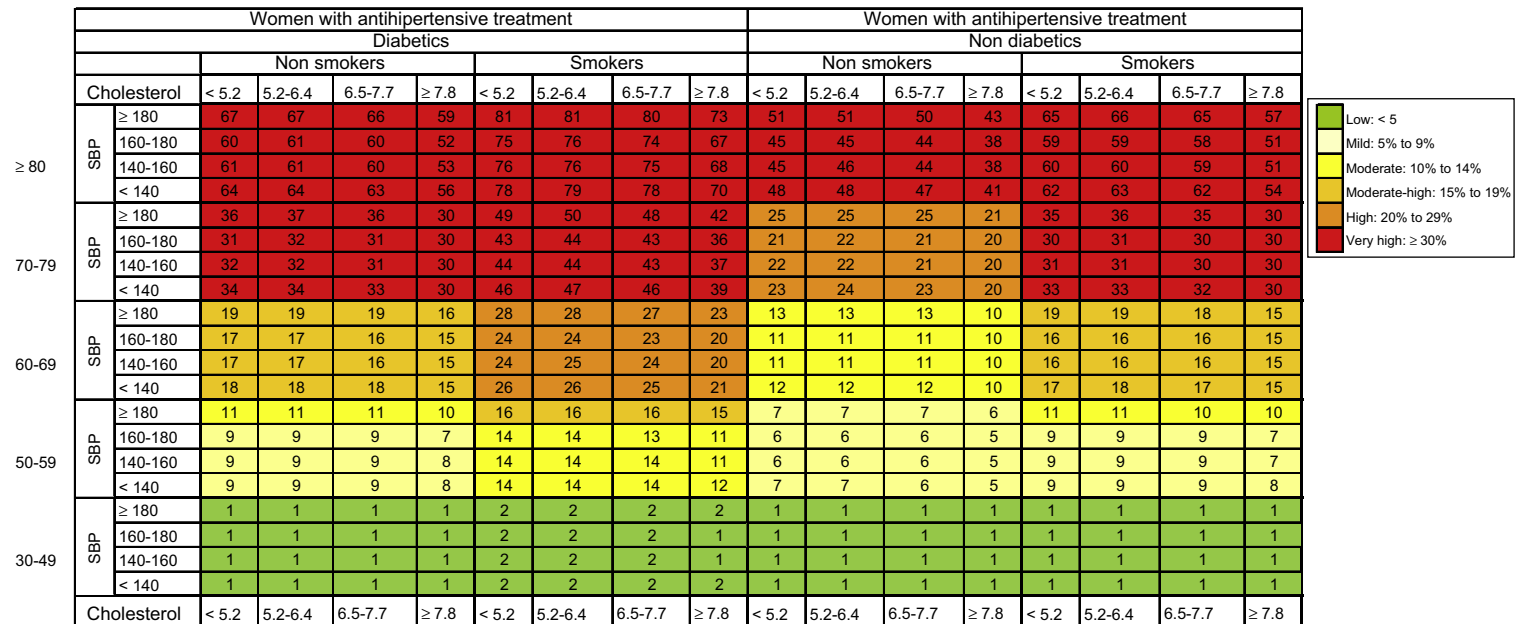 Women with antihipertensive treatment Women with antihipertensive treatment
Diabetics Non diabetics
Non smokers Smokers Non smokers Smokers
Cholesterol < 5.2 5.2-6.4 6.5-7.7 ≥ 7.8 < 5.2 5.2-6.4 6.5-7.7 ≥ 7.8 < 5.2 5.2-6.4 6.5-7.7 ≥ 7.8 < 5.2 5.2-6.4 6.5-7.7 ≥ 7.8
≥ 80 SBP ≥ 180 67 67 66 59 81 81 80 73 51 51 50 43 65 66 65 57
160-180 60 61 60 52 75 76 74 67 45 45 44 38 59 59 58 51
140-160 61 61 60 53 76 76 75 68 45 46 44 38 60 60 59 51
< 140 64 64 63 56 78 79 78 70 48 48 47 41 62 63 62 54
70-79 SBP ≥ 180 36 37 36 30 49 50 48 42 25 25 25 21 35 36 35 30
160-180 31 32 31 30 43 44 43 36 21 22 21 20 30 31 30 30
140-160 32 32 31 30 44 44 43 37 22 22 21 20 31 31 30 30
< 140 34 34 33 30 46 47 46 39 23 24 23 20 33 33 32 30
60-69 SBP ≥ 180 19 19 19 16 28 28 27 23 13 13 13 10 19 19 18 15
160-180 17 17 16 15 24 24 23 20 11 11 11 10 16 16 16 15
140-160 17 17 16 15 24 25 24 20 11 11 11 10 16 16 16 15
< 140 18 18 18 15 26 26 25 21 12 12 12 10 17 18 17 15
50-59 SBP ≥ 180 11 11 11 10 16 16 16 15 7 7 7 6 11 11 10 10
160-180 9 9 9 7 14 14 13 11 6 6 6 5 9 9 9 7
140-160 9 9 9 8 14 14 14 11 6 6 6 5 9 9 9 7
< 140 9 9 9 8 14 14 14 12 7 7 6 5 9 9 9 8
30-49 SBP ≥ 180 1 1 1 1 2 2 2 2 1 1 1 1 1 1 1 1
160-180 1 1 1 1 2 2 2 1 1 1 1 1 1 1 1 1
140-160 1 1 1 1 2 2 2 1 1 1 1 1 1 1 1 1
< 140 1 1 1 1 2 2 2 2 1 1 1 1 1 1 1 1
Cholesterol < 5.2 5.2-6.4 6.5-7.7 ≥ 7.8 < 5.2 5.2-6.4 6.5-7.7 ≥ 7.8 < 5.2 5.2-6.4 6.5-7.7 ≥ 7.8 < 5.2 5.2-6.4 6.5-7.7 ≥ 7.8
Low: < 5
Mild: 5% to 9%
Moderate: 10% to 14%
Moderate-high: 15% to 19%
High: 20% to 29%
Very high: ≥ 30%